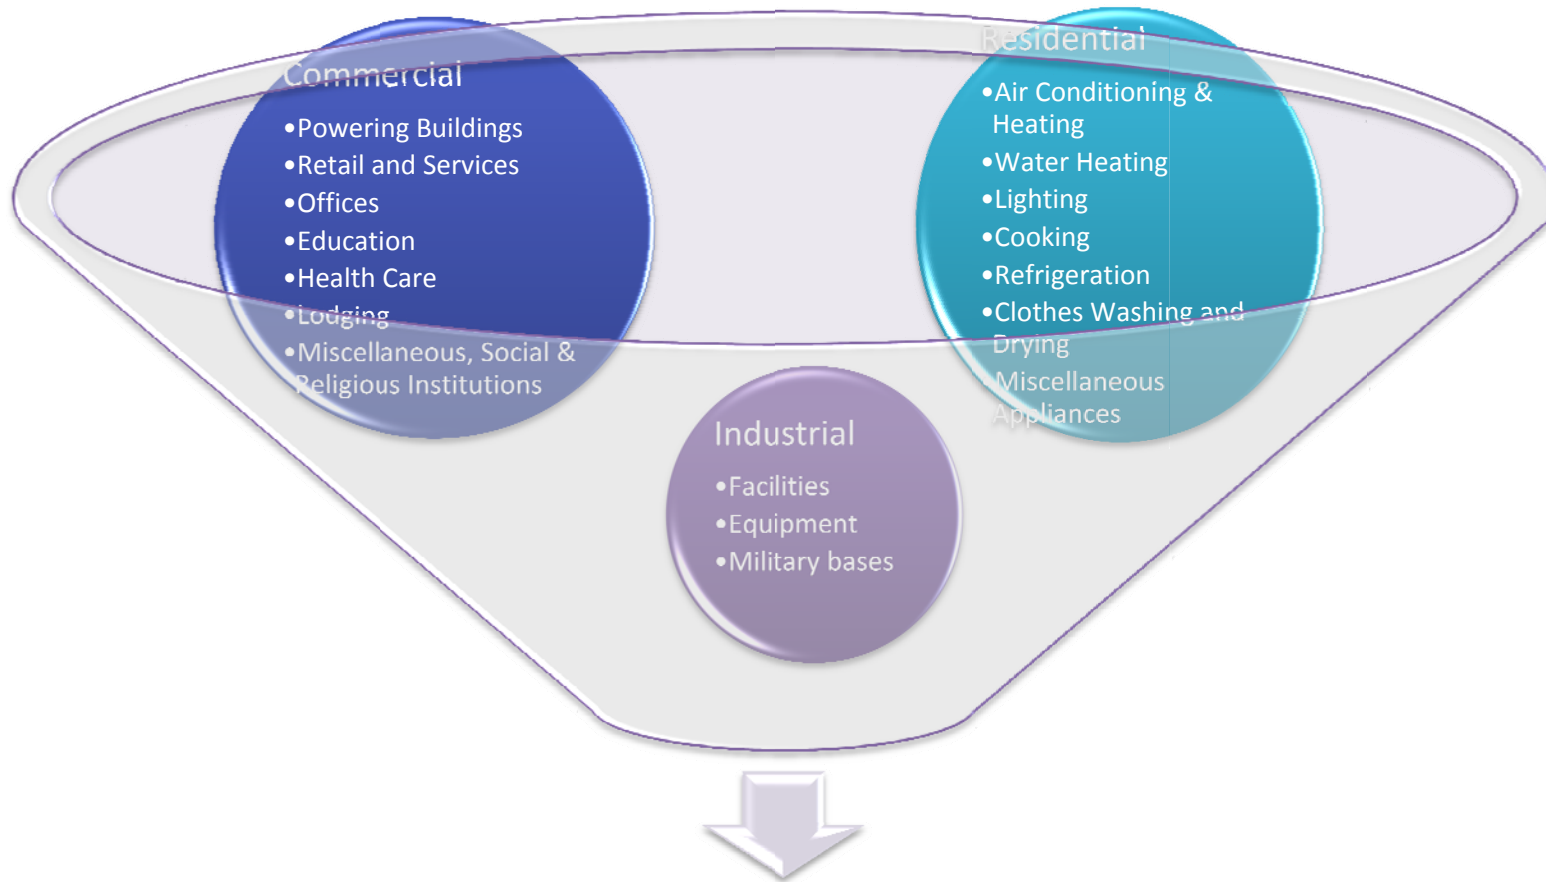 Commercial
•Powering Buildings
•Retail and Services
•Offices
•Education
•Health Care
•Lodging
•Miscellaneous, Social &
Religious Institutions
Residential
•Air Conditioning &
Heating
•Water Heating
•Lighting
•Cooking
•Refrigeration
•Clothes Washing and
Drying
•Miscellaneous
Appliances
Industrial
•Facilities
•Equipment
•Military bases